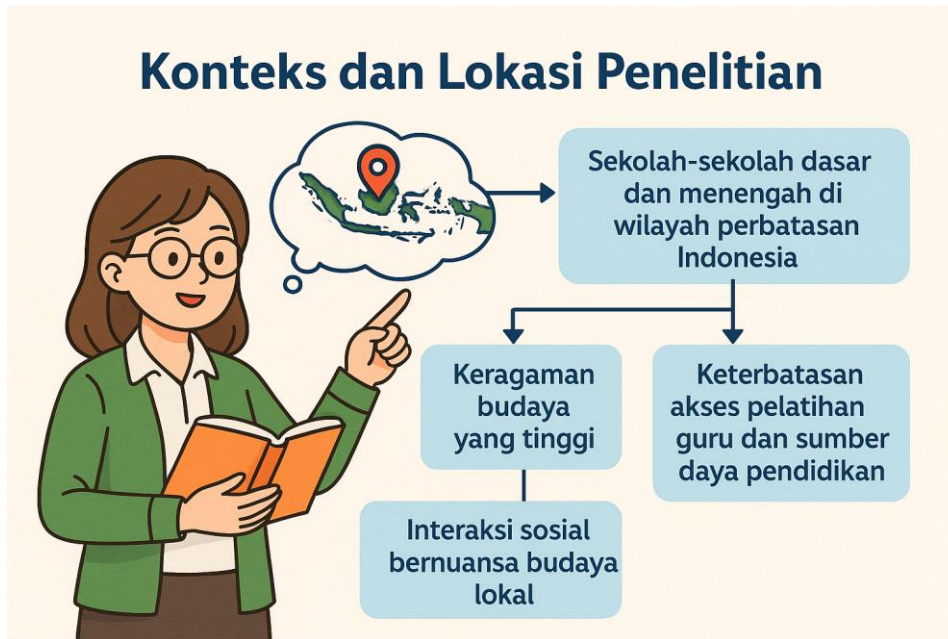 Konteks dan Lokasi Penelitian
Sekolah-sekolah dasar
dan menengah di
wilayah perbatasan
Indonesia
Keragaman
budaya
yang tinggi
Keterbatasan
akses pelatihan
guru dan sumber
daya pendidikan
Interaksi sosial
bernuansa budaya
lokal